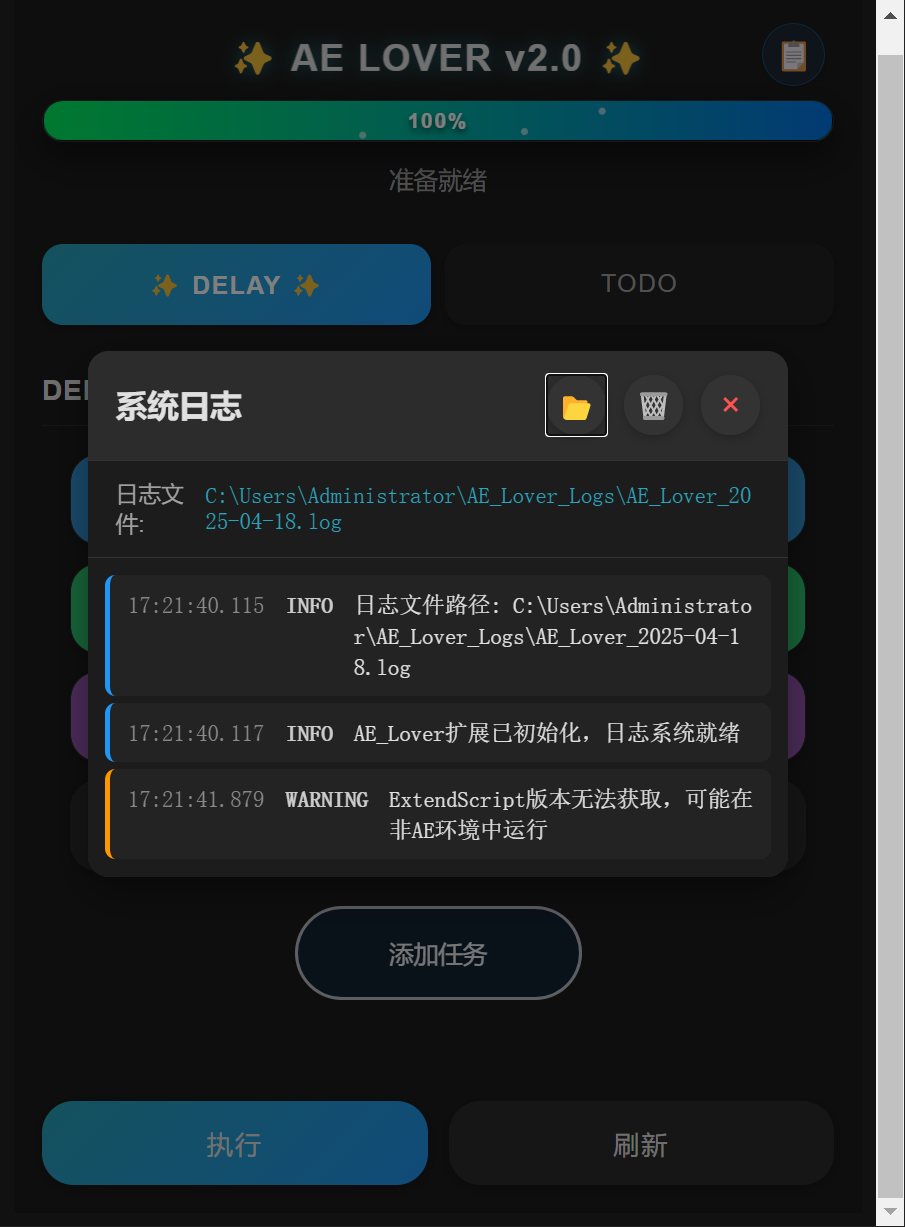 ✨ AE LOVER v2.0 ✨
100%
准备就绪
✨ DELAY ✨
TODO
系统日志
日志文
件:
C:\Users\Administrator\AE_Lover_Logs\AE_Lover_20
25-04-18.log
17:21:40.115 INFO 日志文件路径: C:\Users\Administrato
r\AE_Lover_Logs\AE_Lover_2025-04-1
8.log
17:21:40.117 INFO AE_Lover扩展已初始化，日志系统就绪
17:21:41.879 WARNING ExtendScript版本无法获取，可能在
非AE环境中运行
添加任务
执行
刷新